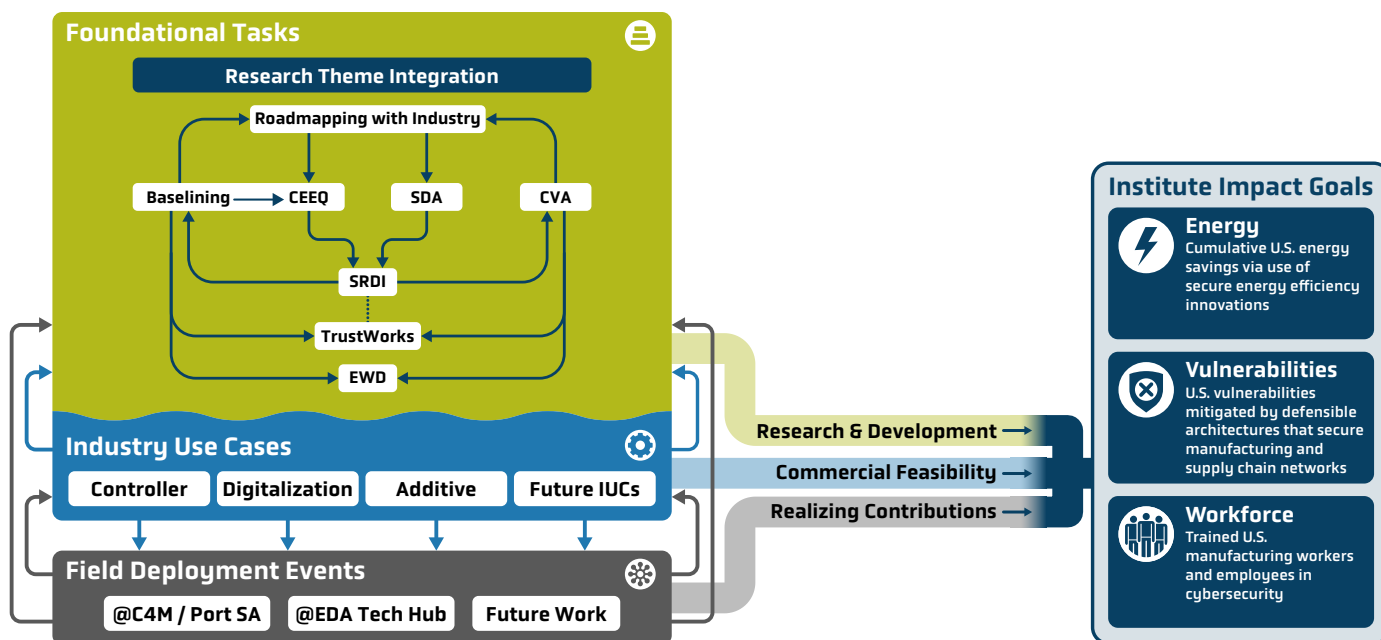 Foundational Tasks
Research Theme Integration
Roadmapping with Industry
Baselining
CEEQ
SDA
CVA
SRDI
TrustWorks
EWD
Industry Use Cases
Controller
Digitalization
Additive
Future IUCs
Field Deployment Events
@C4M / Port SA
@EDA Tech Hub
Future Work
Research & Development
Commercial Feasibility
Realizing Contributions
Institute Impact Goals
Energy
Cumulative U.S. energy
savings via use of
secure energy efficiency
innovations
Vulnerabilities
U.S. vulnerabilities
mitigated by defensible
architectures that secure
manufacturing and
supply chain networks
Workforce
Trained U.S.
manufacturing workers
and employees in
cybersecurity